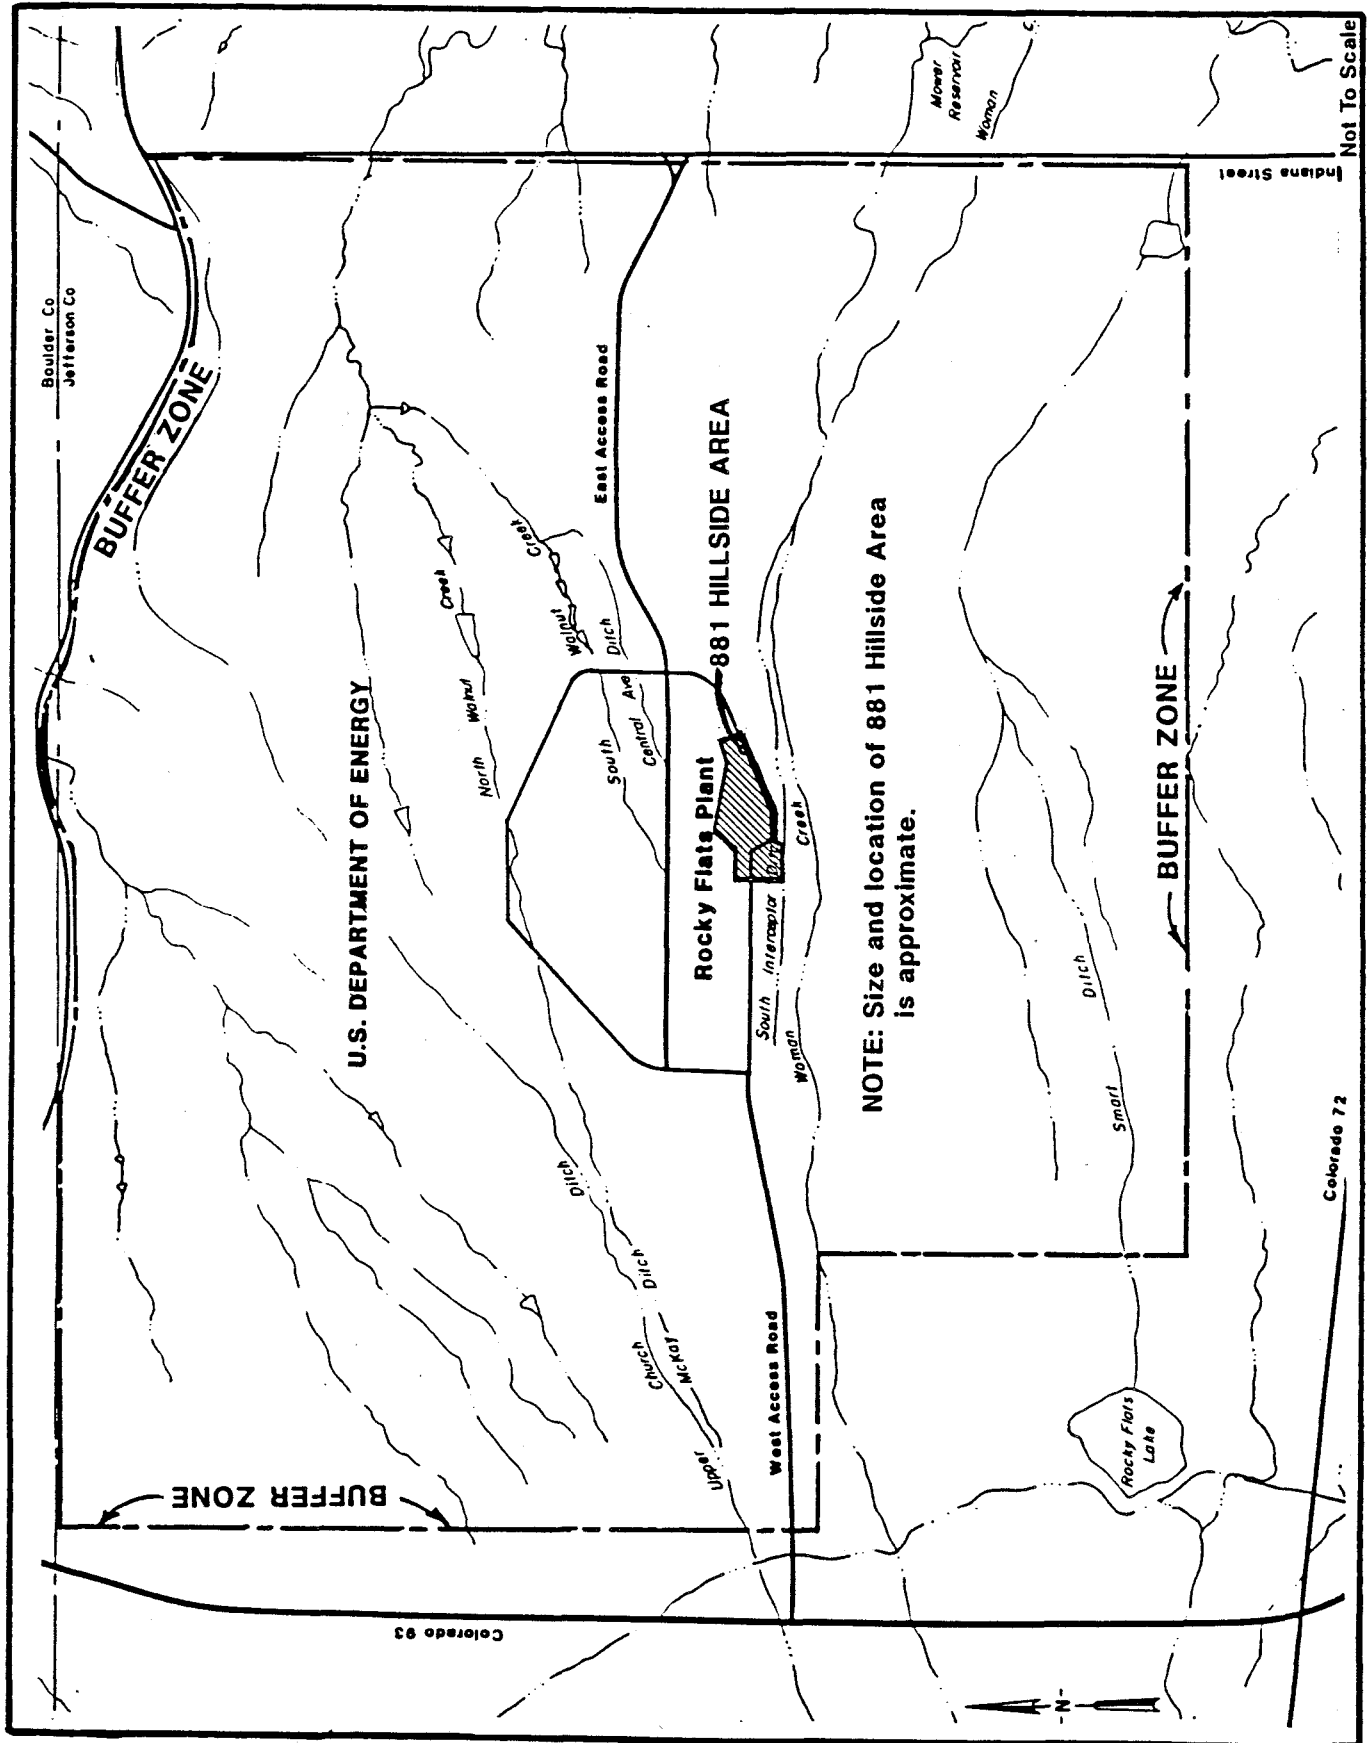 Boulder Co
Jefferson Co
BUFFER ZONE
U.S. DEPARTMENT OF ENERGY
BUFFER ZONE
Colorado 93
North Walnut Creek
Walnut Creek
South
Central Ave Ditch
East Access Road
Rocky Flats Plant
881 HILLSIDE AREA
Ditch
Church Ditch
Upper
McKay
West Access Road
South Interceptor Ditch
Woman Creek
Mower
Reservoir
Woman
NOTE: Size and location of 881 Hillside Area
is approximate.
Smart Ditch
Rocky Flats
Lake
BUFFER ZONE
Indiana Street
Colorado 72
-N-
Not To Scale